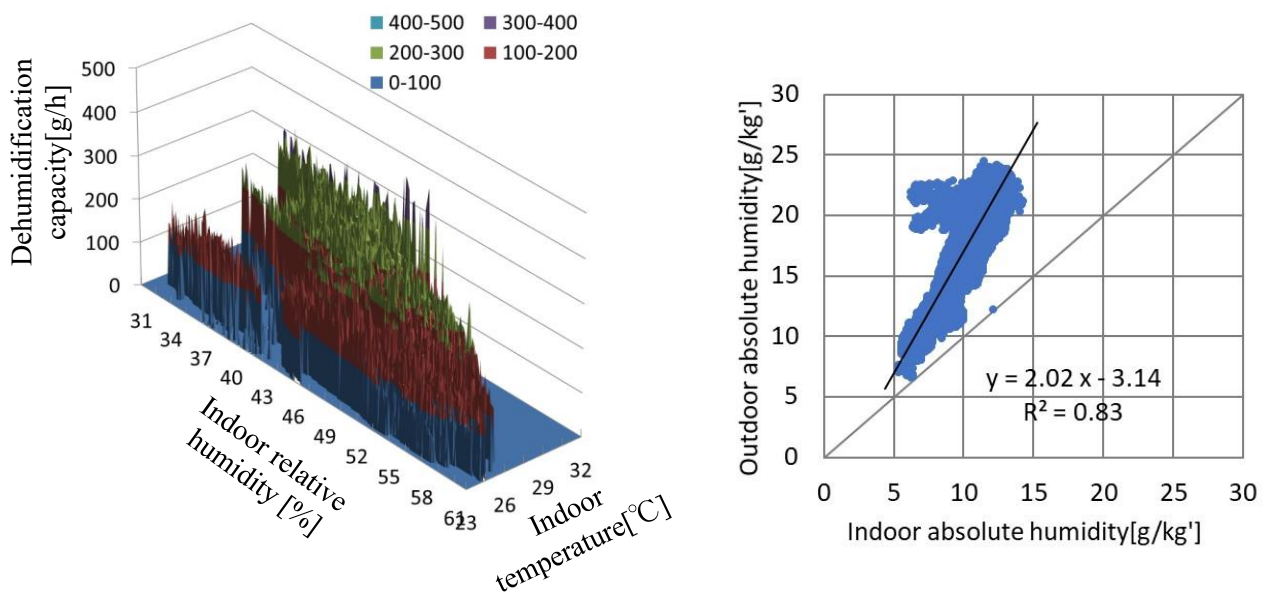 400-500 300-400
200-300 100-200
0-100
Dehumidification
capacity[g/h]
500
400
300
200
100
0
31
34
37
40
43
46
49
52
55
58
61
23
26
29
32
Indoor relative
humidity [%]
Indoor
temperature[℃]
Outdoor absolute humidity[g/kg']
30
25
20
15
10
5
0
y = 2.02 x - 3.14
R² = 0.83
0 5 10 15 20 25 30
Indoor absolute humidity[g/kg']